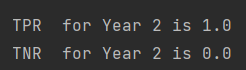 TPR  for Year 2 is 1.0
TNR  for Year 2 is 0.0